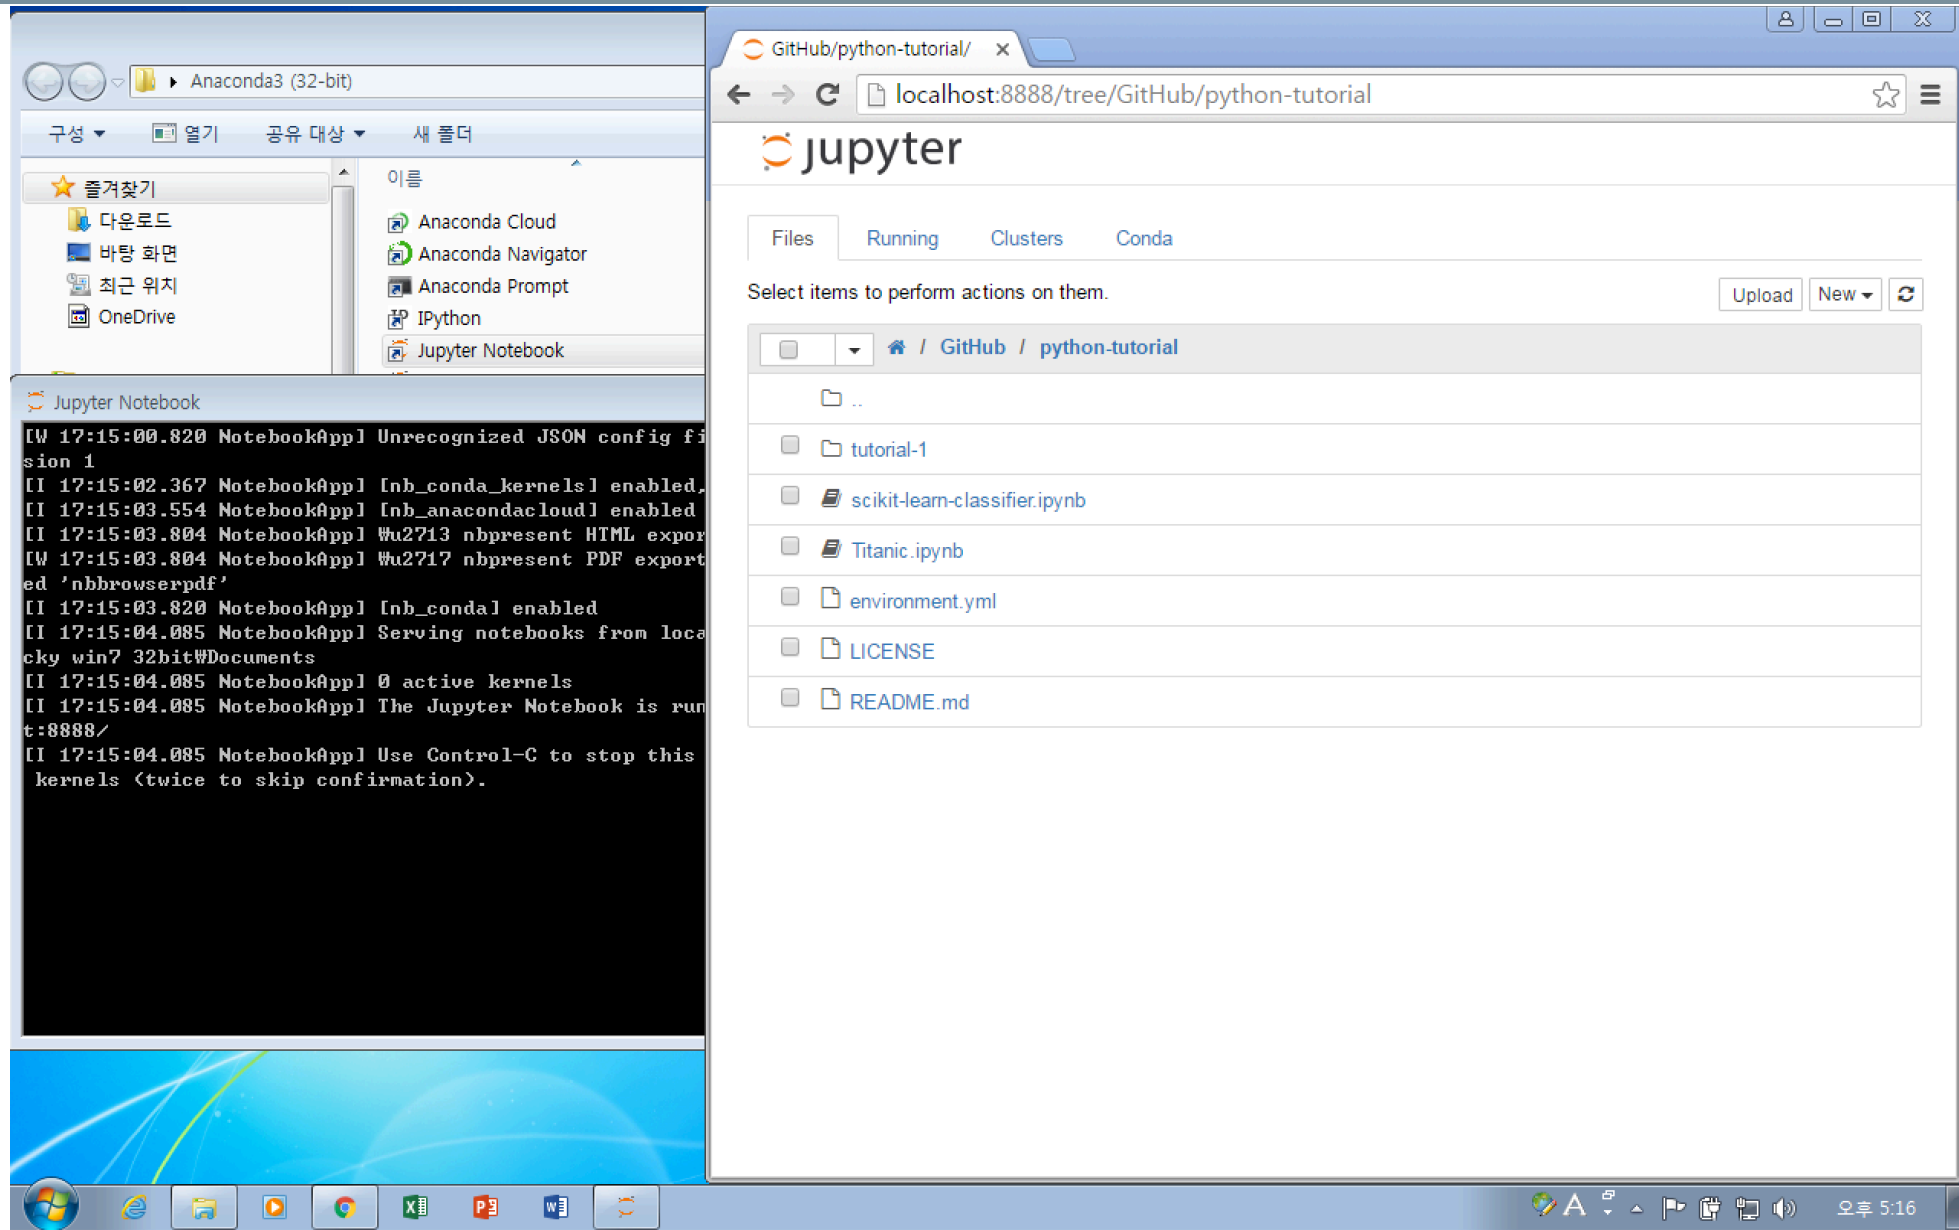 Anaconda3 (32-bit)
구성
열기
공유 대상
새 폴더
즐겨찾기
다운로드
바탕 화면
최근 위치
OneDrive
이름
Anaconda Cloud
Anaconda Navigator
Anaconda Prompt
IPython
Jupyter Notebook
Jupyter Notebook
[W 17:15:00.820 NotebookApp] Unrecognized JSON config fi
sion 1
[I 17:15:02.367 NotebookApp] [nb_conda_kernels] enabled,
[I 17:15:03.554 NotebookApp] [nb_anacondacloud] enabled
[I 17:15:03.804 NotebookApp] ₩u2713 nbpresent HTML expor
[W 17:15:03.804 NotebookApp] ₩u2717 nbpresent PDF export
ed 'nbbrowserpdf'
[I 17:15:03.820 NotebookApp] [nb_conda] enabled
[I 17:15:04.085 NotebookApp] Serving notebooks from loca
cky win7 32bit₩Documents
[I 17:15:04.085 NotebookApp] 0 active kernels
[I 17:15:04.085 NotebookApp] The Jupyter Notebook is run
t:8888/
[I 17:15:04.085 NotebookApp] Use Control-C to stop this
kernels (twice to skip confirmation).
GitHub/python-tutorial/
localhost:8888/tree/GitHub/python-tutorial
jupyter
Files Running Clusters Conda
Select items to perform actions on them.
Upload New
/ GitHub / python-tutorial
..
tutorial-1
scikit-learn-classifier.ipynb
Titanic.ipynb
environment.yml
LICENSE
README.md
A
오후 5:16